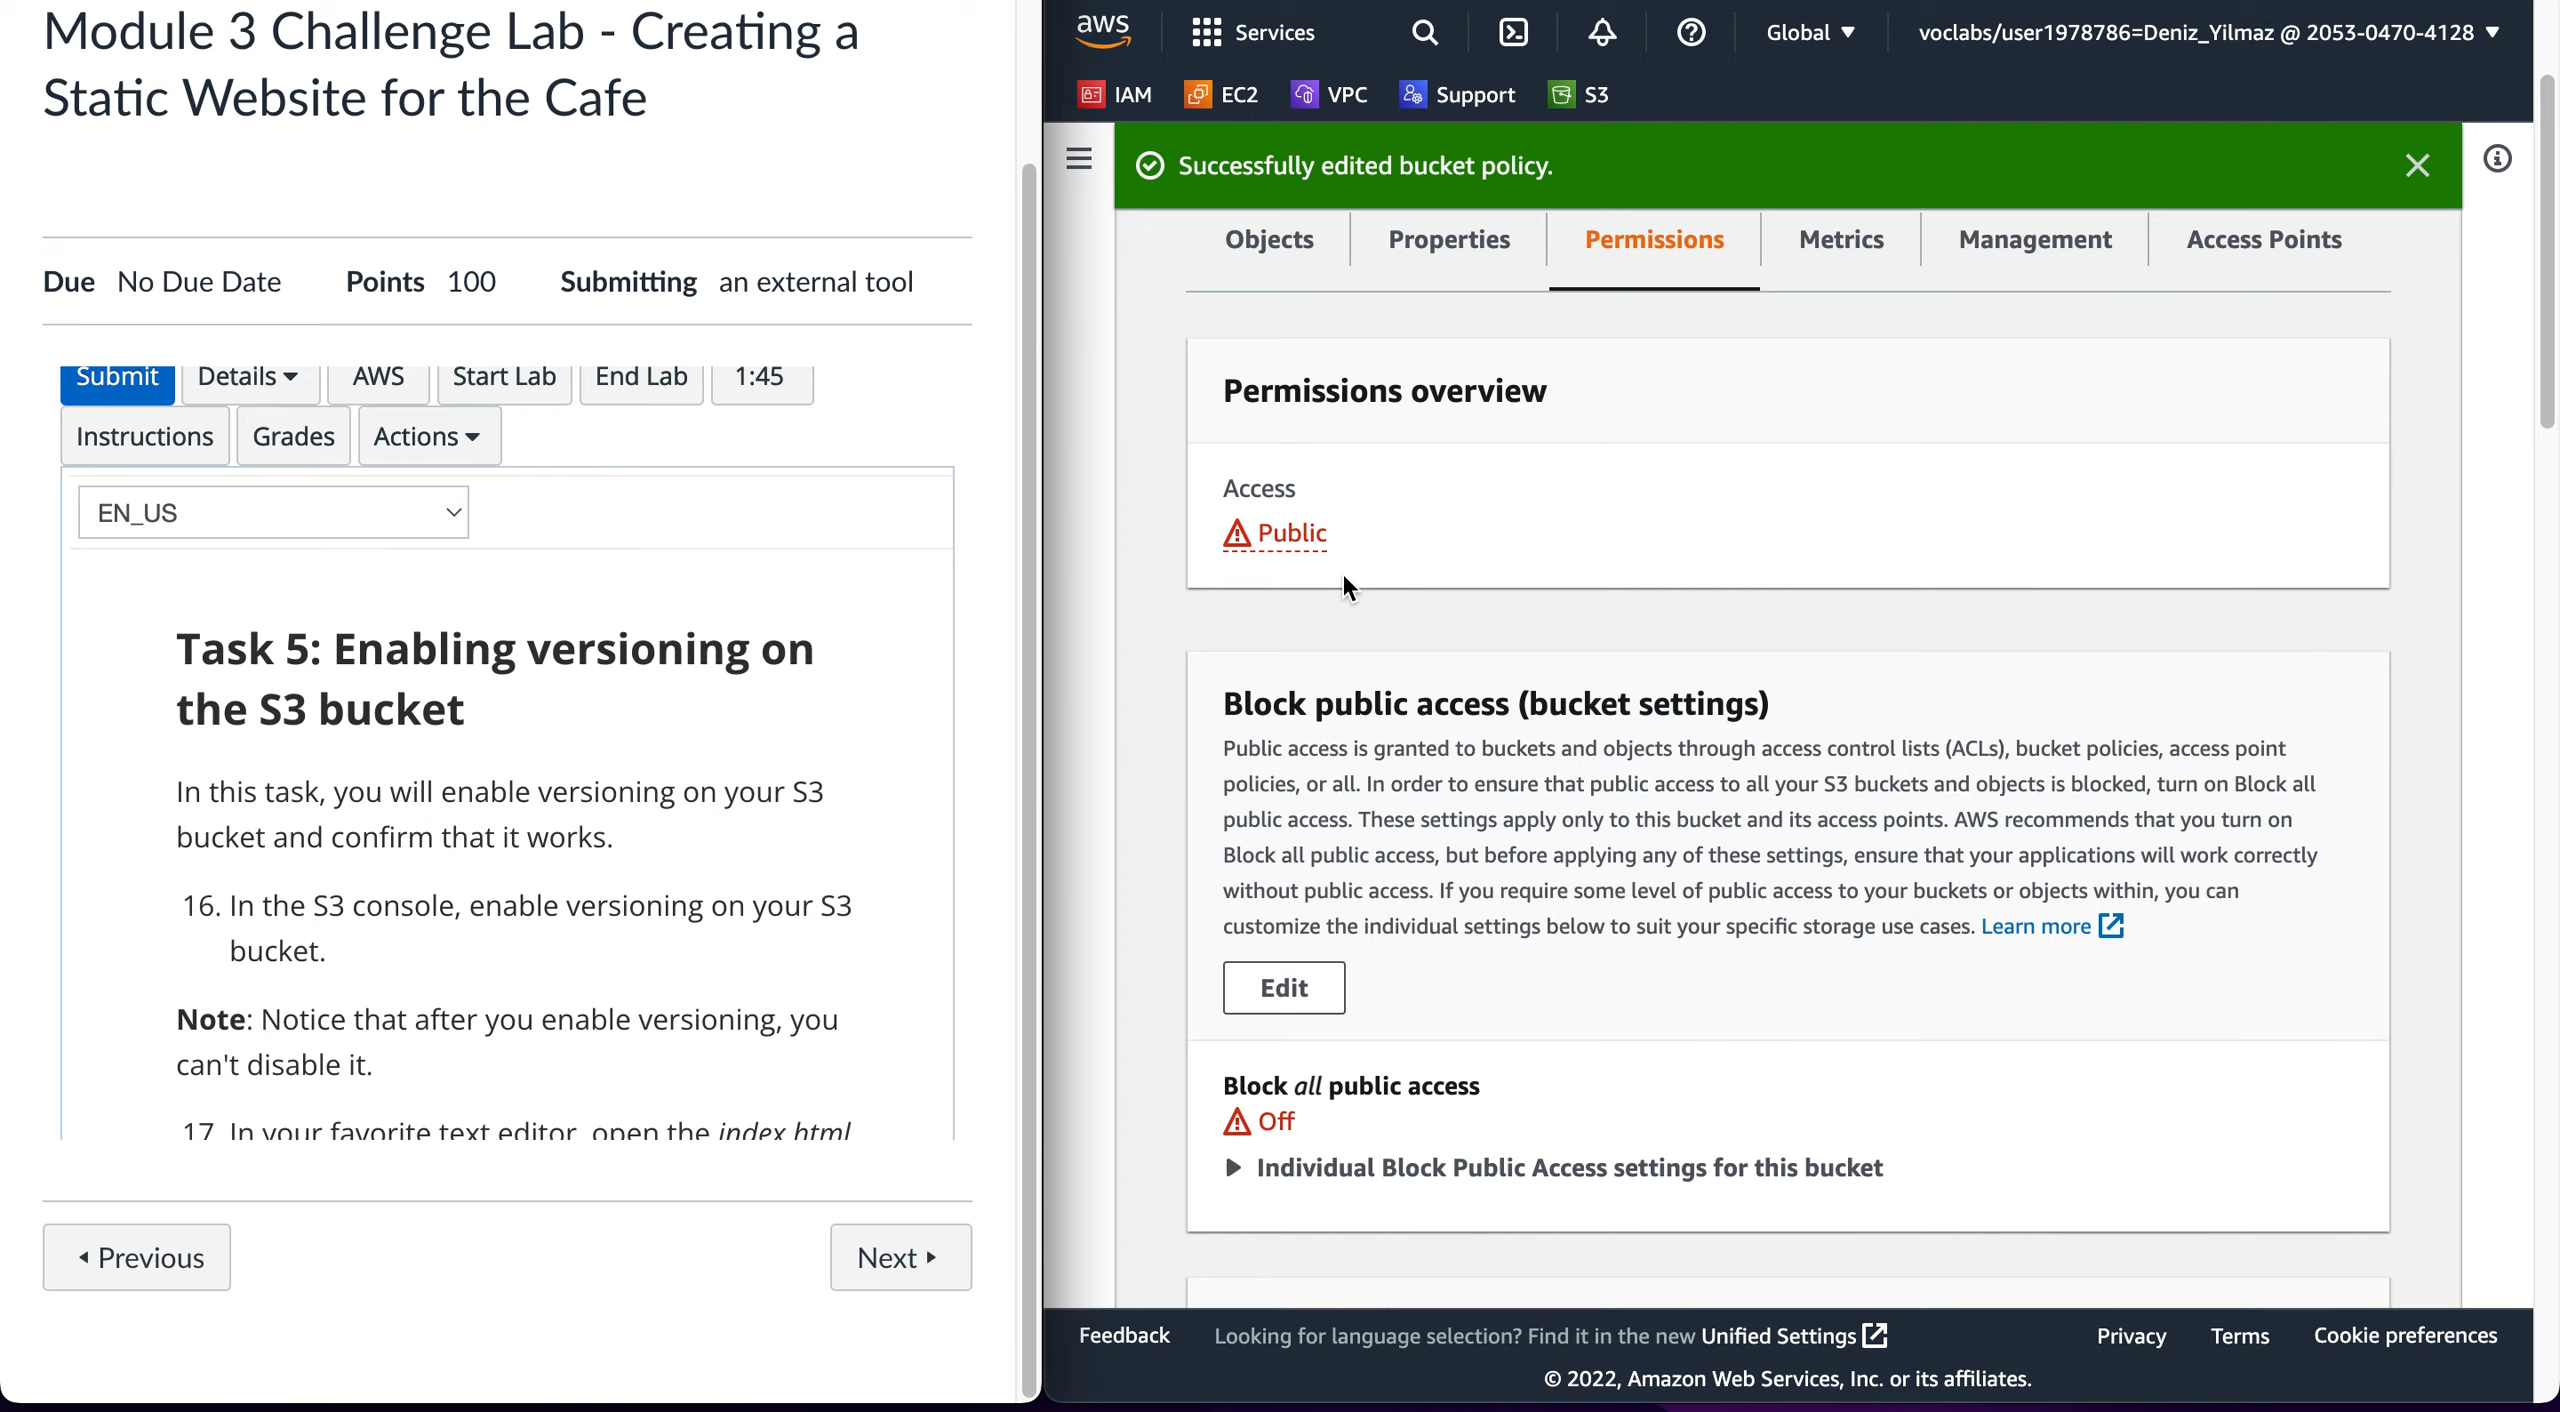 Module 3 Challenge Lab - Creating a
Static Website for the Cafe
Due No Due Date Points 100 Submitting an external tool
Submit Details AWS Start Lab End Lab 1:45
Instructions Grades Actions
EN_US
Task 5: Enabling versioning on
the S3 bucket
In this task, you will enable versioning on your S3
bucket and confirm that it works.
16. In the S3 console, enable versioning on your S3
bucket.
Note: Notice that after you enable versioning, you
can't disable it.
17. In your favorite text editor, open the index.html
Previous
Next
aws Services Global voclabs/user1978786=Deniz_Yilmaz @ 2053-0470-4128
IAM EC2 VPC Support S3
Successfully edited bucket policy.
Objects Properties Permissions Metrics Management Access Points
Permissions overview
Access
Public
Block public access (bucket settings)
Public access is granted to buckets and objects through access control lists (ACLs), bucket policies, access point
policies, or all. In order to ensure that public access to all your S3 buckets and objects is blocked, turn on Block all
public access. These settings apply only to this bucket and its access points. AWS recommends that you turn on
Block all public access, but before applying any of these settings, ensure that your applications will work correctly
without public access. If you require some level of public access to your buckets or objects within, you can
customize the individual settings below to suit your specific storage use cases. Learn more
Edit
Block all public access
Off
Individual Block Public Access settings for this bucket
Feedback Looking for language selection? Find it in the new Unified Settings Privacy Terms Cookie preferences
© 2022, Amazon Web Services, Inc. or its affiliates.